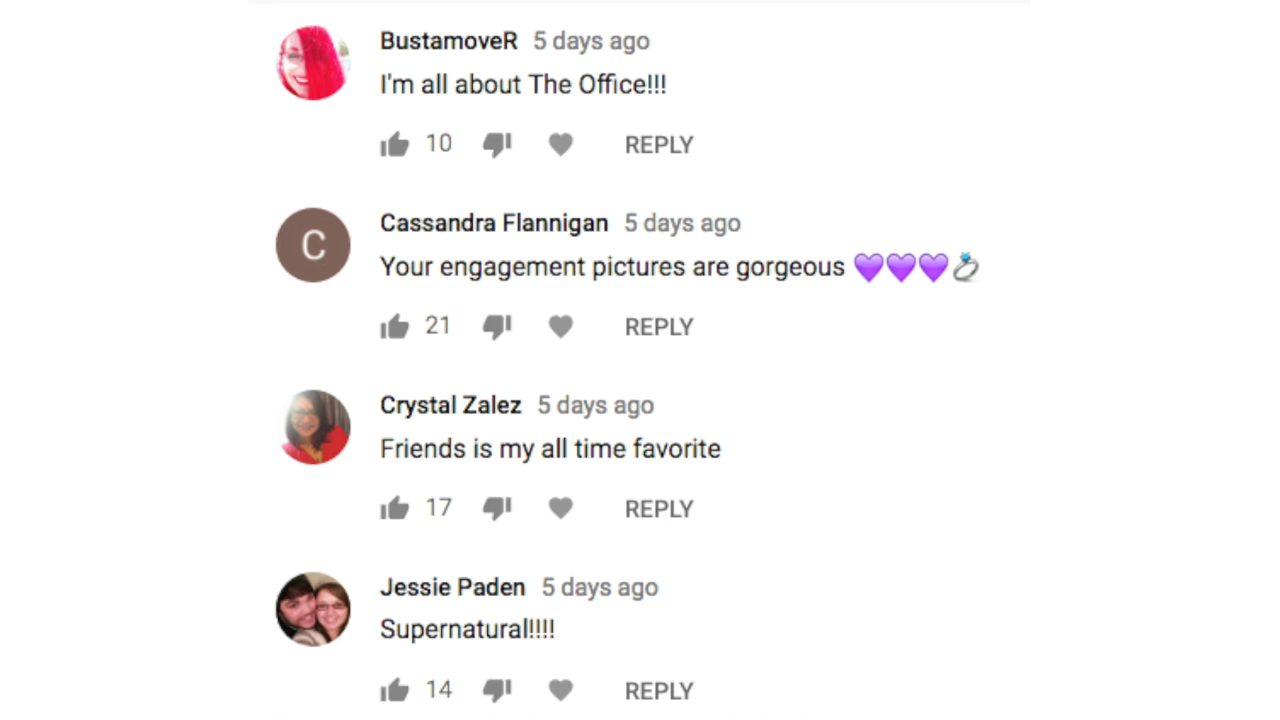 BustamoveR 5 days ago
I'm all about The Office!!!
10 REPLY
C
Cassandra Flannigan 5 days ago
Your engagement pictures are gorgeous 💜💜💜💍
21 REPLY
Crystal Zalez 5 days ago
Friends is my all time favorite
17 REPLY
Jessie Paden 5 days ago
Supernatural!!!!
14 REPLY